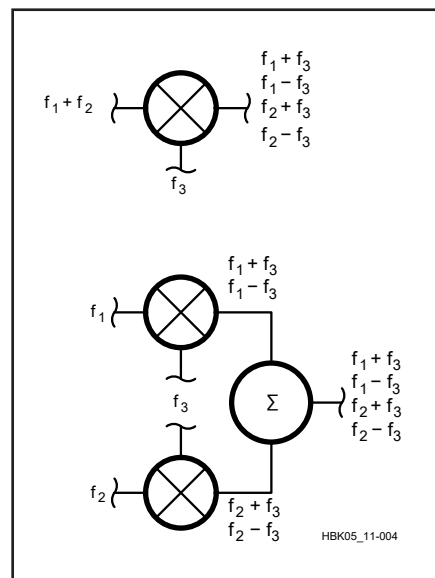 f₁ + f₃
f₁ − f₃
f₁ + f₂
f₂ + f₃
f₂ − f₃
f₃
f₁ + f₃
f₁ − f₃
f₁
f₃
Σ
f₁ + f₃
f₁ − f₃
f₂ + f₃
f₂ − f₃
f₂
f₂ + f₃
f₂ − f₃
HBK05_11-004